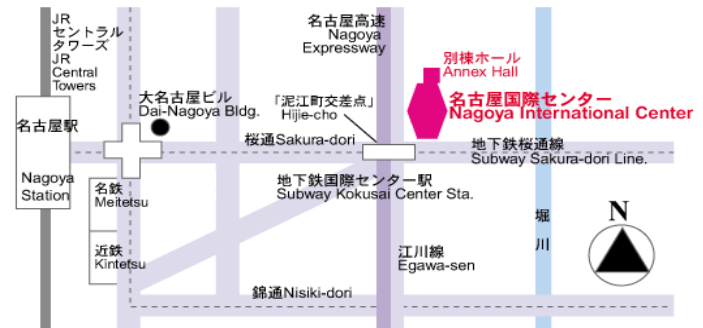 JR
セントラル
タワーズ
JR
Central
Towers
名古屋高速
Nagoya
Expressway
別棟ホール
Annex Hall
大名古屋ビル
Dai-Nagoya Bldg.
「泥江町交差点」
Hijie-cho
名古屋国際センター
Nagoya International Center
名古屋駅
Nagoya
Station
桜通Sakura-dori
地下鉄桜通線
Subway Sakura-dori Line.
名鉄
Meitetsu
地下鉄国際センター駅
Subway Kokusai Center Sta.
堀
川
N
近鉄
Kintetsu
江川線
Egawa-sen
錦通Nisiki-dori